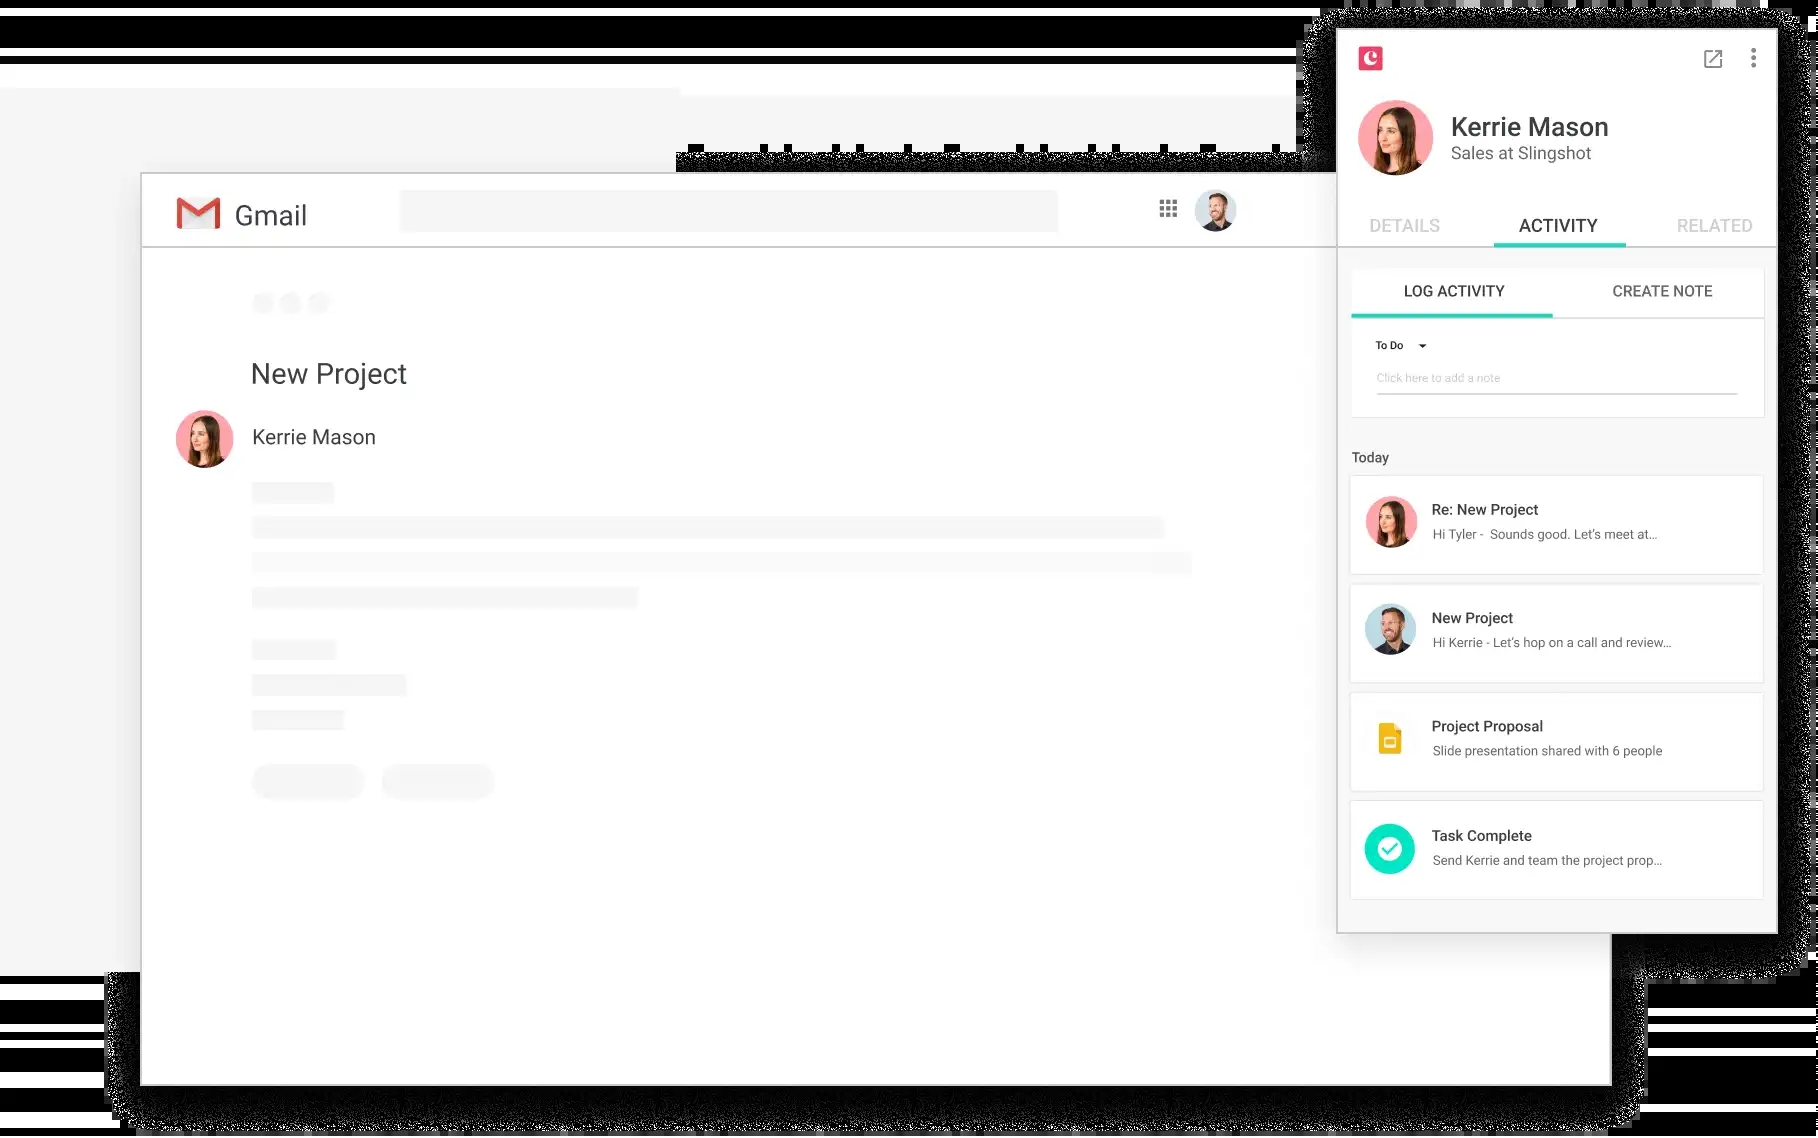 Gmail
New Project
Kerrie Mason
Kerrie Mason
Sales at Slingshot
DETAILS
ACTIVITY
RELATED
LOG ACTIVITY
CREATE NOTE
To Do
Click here to add a note
Today
Re: New Project
Hi Tyler - Sounds good. Let's meet at...
New Project
Hi Kerrie - Let's hop on a call and review...
Project Proposal
Slide presentation shared with 6 people
Task Complete
Send Kerrie and team the project prop...